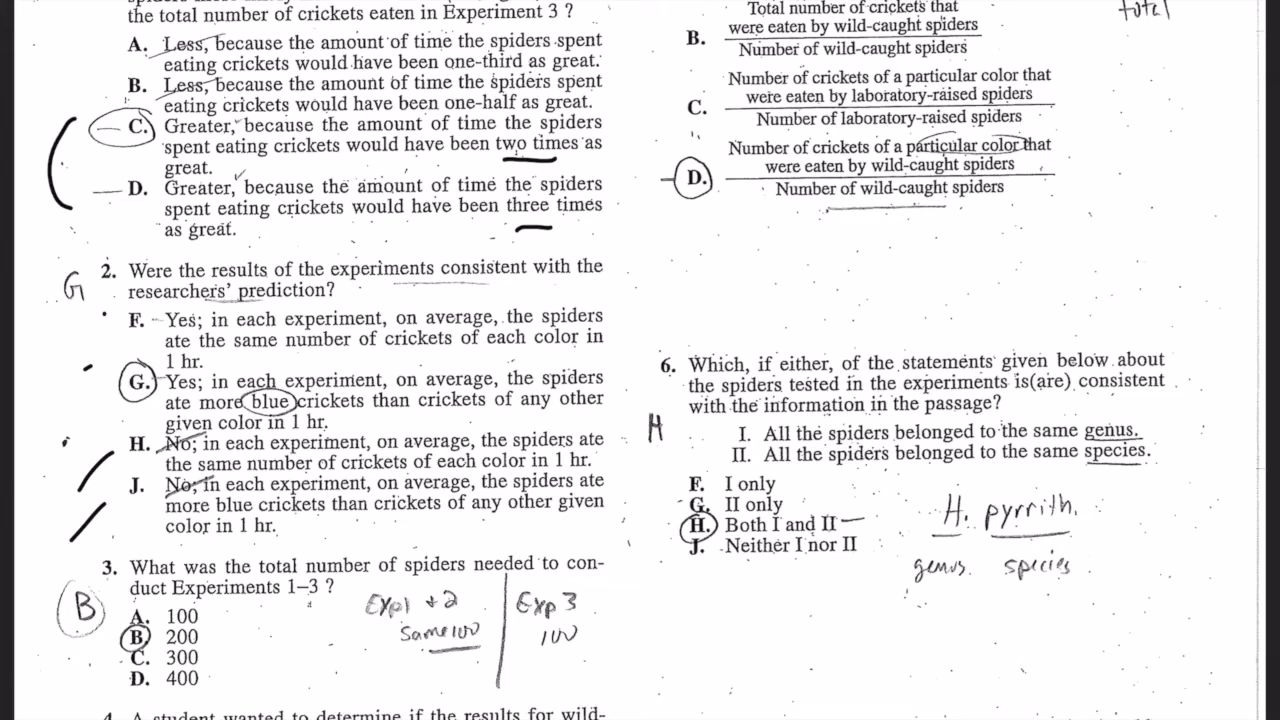 the total number of crickets eaten in Experiment 3 ?
A. Less, because the amount of time the spiders spent
eating crickets would have been one-third as great.
B. Less, because the amount of time the spiders spent
eating crickets would have been one-half as great.
C. Greater, because the amount of time the spiders
spent eating crickets would have been two times as
great.
D. Greater, because the amount of time the spiders
spent eating crickets would have been three times
as great.
G
2. Were the results of the experiments consistent with the
researchers' prediction?
F. Yes; in each experiment, on average, the spiders
ate the same number of crickets of each color in
1 hr.
G. Yes; in each experiment, on average, the spiders
ate more blue crickets than crickets of any other
given color in 1 hr.
H. No; in each experiment, on average, the spiders ate
the same number of crickets of each color in 1 hr.
J. No; in each experiment, on average, the spiders ate
more blue crickets than crickets of any other given
color in 1 hr.
3. What was the total number of spiders needed to con-
duct Experiments 1–3 ?
B
A. 100
B. 200
C. 300
D. 400
Exp1 + 2
same 100
Exp 3
100
4. A student wanted to determine if the results for wild-
total
Total number of crickets that
were eaten by wild-caught spiders
B.
Number of wild-caught spiders
Number of crickets of a particular color that
were eaten by laboratory-raised spiders
C.
Number of laboratory-raised spiders
Number of crickets of a particular color that
were eaten by wild-caught spiders
D.
Number of wild-caught spiders
6. Which, if either, of the statements given below about
the spiders tested in the experiments is(are) consistent
with the information in the passage?
H
I. All the spiders belonged to the same genus.
II. All the spiders belonged to the same species.
F. I only
G. II only
H. Both I and II
J. Neither I nor II
H. pyrrith.
genus species